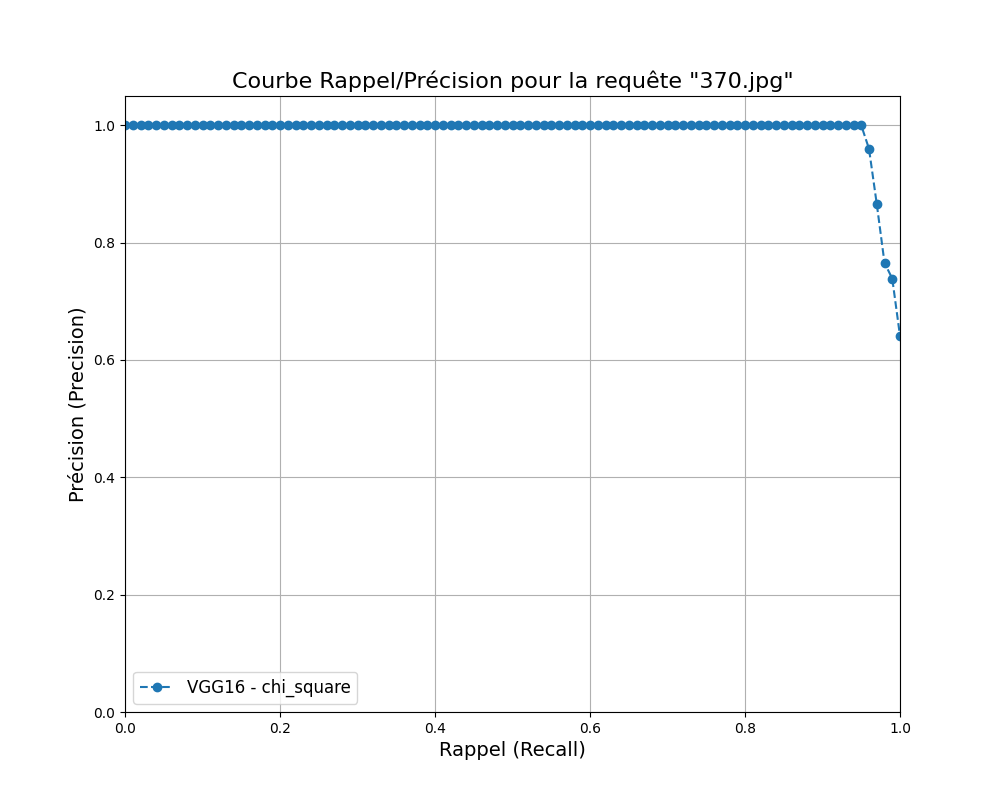 Courbe Rappel/Précision pour la requête "370.jpg"
Précision (Precision)
1.0
0.8
0.6
0.4
0.2
0.0
VGG16 - chi_square
0.0 0.2 0.4 0.6 0.8 1.0
Rappel (Recall)